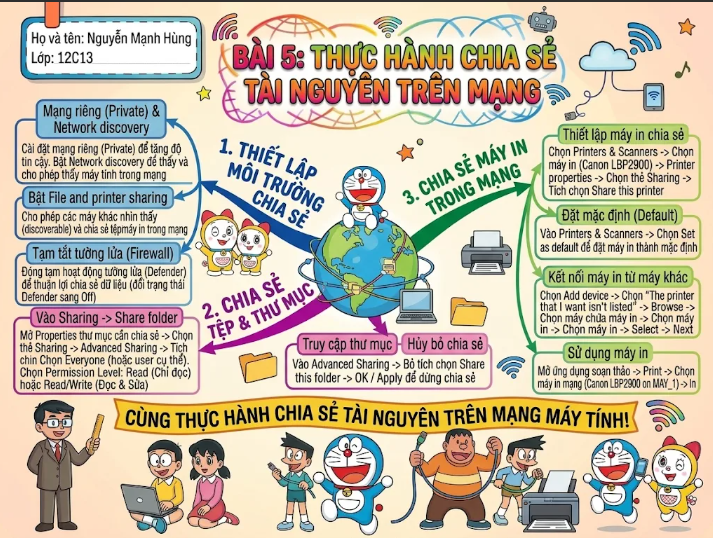 Họ và tên: Nguyễn Mạnh Hùng
Lớp: 12C13
BÀI 5: THỰC HÀNH CHIA SẺ
TÀI NGUYÊN TRÊN MẠNG
1. THIẾT LẬP
MÔI TRƯỜNG
CHIA SẺ
Mạng riêng (Private) &
Network discovery
Cài đặt mạng riêng (Private) để tăng độ
tin cậy. Bật Network discovery để thấy và
cho phép thấy máy tính trong mạng
Bật File and printer sharing
Cho phép các máy khác nhìn thấy
(discoverable) và chia sẻ tệpmáy in trong mạng
Tạm tắt tường lửa (Firewall)
Đóng tạm hoạt động tường lửa (Defender)
để thuận lợi chia sẻ dữ liệu (đổi trạng thái
Defender sang Off)
2. CHIA SẺ
TỆP & THƯ MỤC
Vào Sharing -> Share folder
Mở Properties thư mục cần chia sẻ -> Chọn
thẻ Sharing -> Advanced Sharing -> Tích
chin Chọn Everyone (hoặc user cụ thể).
Chọn Permission Level: Read (Chỉ đọc)
hoặc Read/Write (Đọc & Sửa)
Truy cập thư mục
Hủy bỏ chia sẻ
Vào Advanced Sharing -> Bỏ tích chọn Share
this folder -> OK / Apply để dừng chia sẻ
3. CHIA SẺ MÁY IN
TRONG MẠNG
Thiết lập máy in chia sẻ
Chọn Printers & Scanners -> Chọn
máy in (Canon LBP2900) -> Printer
properties -> Chọn thẻ Sharing ->
Tích chọn Share this printer
Đặt mặc định (Default)
Vào Printers & Scanners -> Chọn Set
as default để đặt máy in thành mặc định
Kết nối máy in từ máy khác
Chọn Add device -> Chọn "The printer
that I want isn't listed" -> Browse ->
Chọn máy chứa máy in -> Chọn máy
in -> Chọn máy in -> Select -> Next
Sử dụng máy in
Mở ứng dụng soạn thảo -> Print -> Chọn
máy in mạng (Canon LBP2900 on MAY_1) -> In
CÙNG THỰC HÀNH CHIA SẺ TÀI NGUYÊN TRÊN MẠNG MÁY TÍNH!